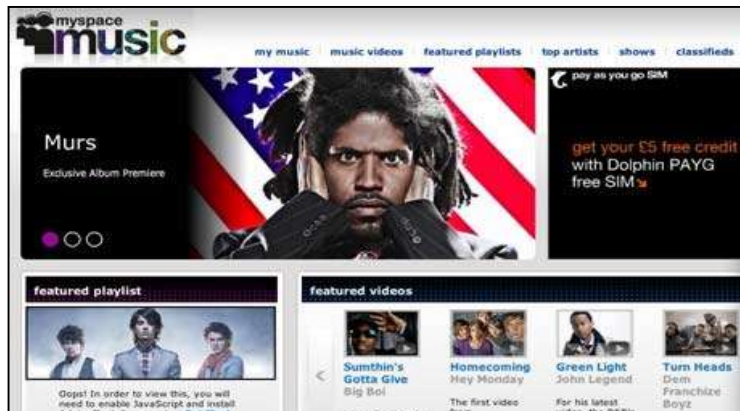 myspace
music
my music
music videos
featured playlists
top artists
shows
classifieds
Murs
Exclusive Album Premiere
pay as you go SIM
get your £5 free credit
with Dolphin PAYG
free SIM
featured playlist
Oops! In order to view this, you will
need to enable JavaScript and install
featured videos
Sumthin's
Gotta Give
Big Boi
Homecoming
Hey Monday
The first video
Green Light
John Legend
For his latest
Turn Heads
Dem
Franchize
Boyz